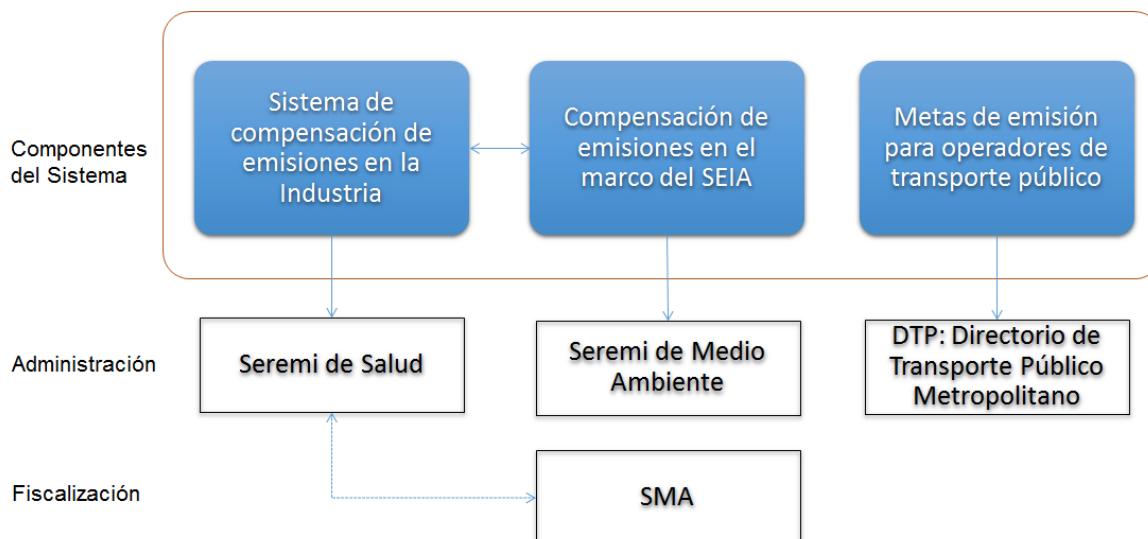 Componentes
del Sistema
Sistema de
compensación de
emisiones en la
Industria
Compensación de
emisiones en el
marco del SEIA
Metas de emisión
para operadores de
transporte público
Administración
Seremi de Salud
Seremi de Medio
Ambiente
DTP: Directorio de
Transporte Público
Metropolitano
Fiscalización
SMA